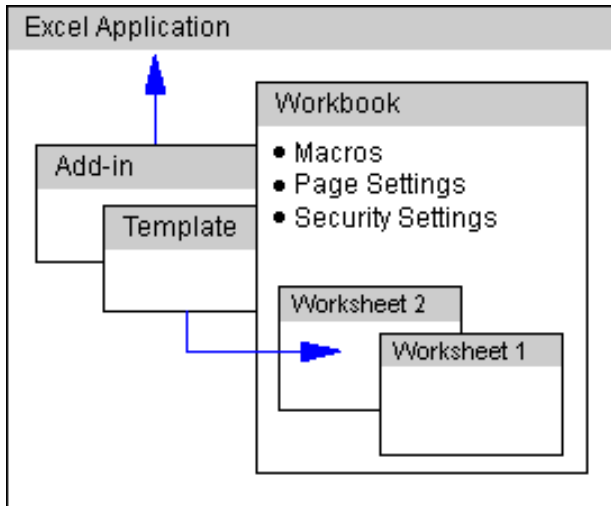 Excel Application
Workbook
• Macros
• Page Settings
• Security Settings
Add-in
Template
Worksheet 2
Worksheet 1